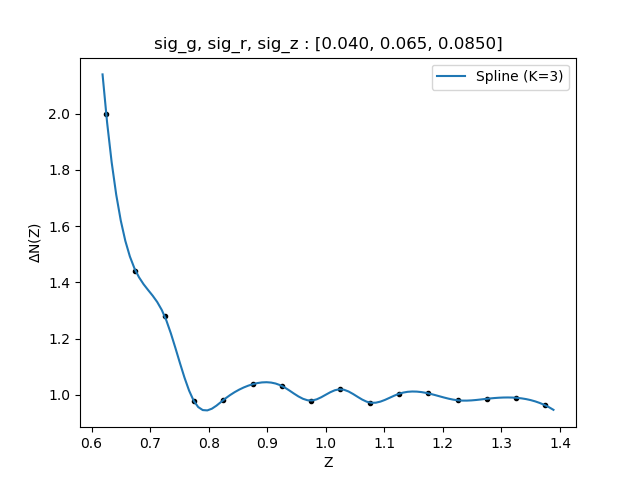 sig_g, sig_r, sig_z : [0.040, 0.065, 0.0850]
Spline (K=3)
ΔN(Z)
2.0
1.8
1.6
1.4
1.2
1.0
0.6 0.7 0.8 0.9 1.0 1.1 1.2 1.3 1.4
Z